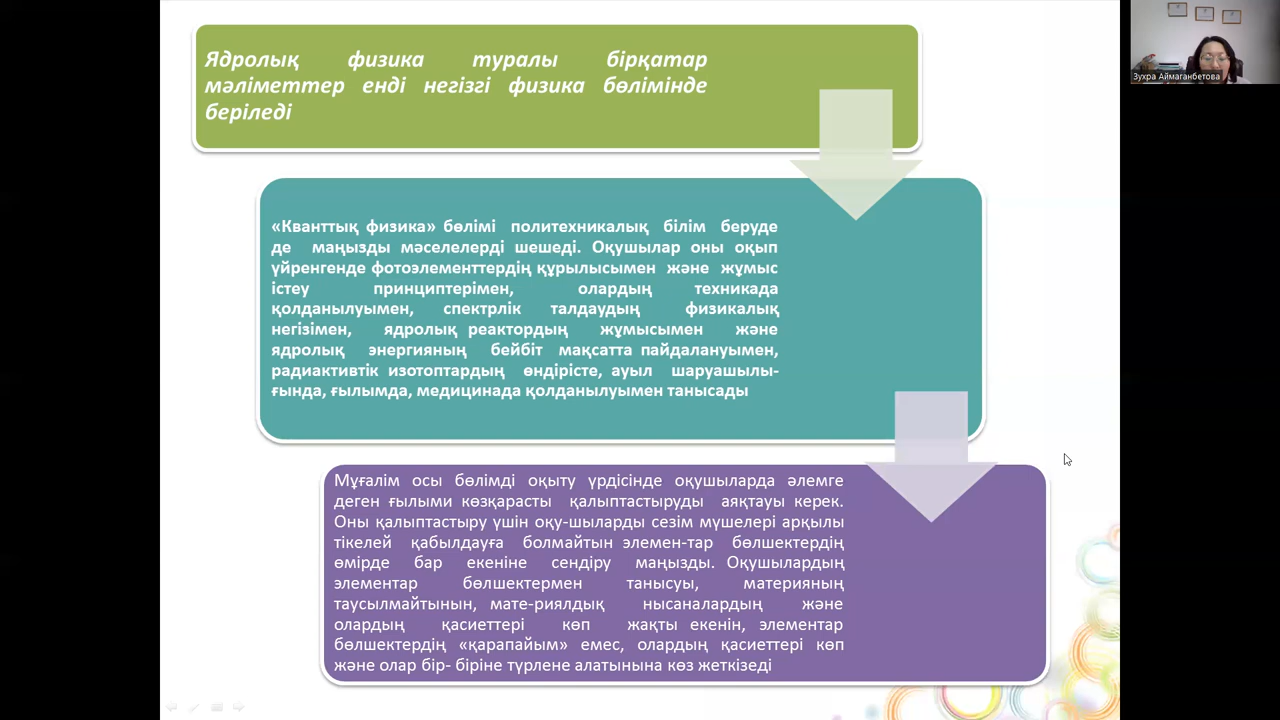 Ядролық физика туралы бірқатар
мәліметтер енді негізгі физика бөлімінде
беріледі
Зухра Аймаганбетова
«Кванттық физика» бөлімі политехникалық білім беруде
де маңызды мәселелерді шешеді. Оқушылар оны оқып
үйренгенде фотоэлементтердің құрылысымен және жұмыс
істеу принциптерімен, олардың техникада
қолданылуымен, спектрлік талдаудың физикалық
негізімен, ядролық реактордың жұмысымен және
ядролық энергияның бейбіт мақсатта пайдалануымен,
радиактивтік изотоптардың өндірісте, ауыл шаруашылы-
ғында, ғылымда, медицинада қолданылуымен танысады
Мұғалім осы бөлімді оқыту үрдісінде оқушыларда әлемге
деген ғылыми көзқарасты қалыптастыруды аяқтауы керек.
Оны қалыптастыру үшін оқу-шыларды сезім мүшелері арқылы
тікелей қабылдауға болмайтын элемен-тар бөлшектердің
өмірде бар екеніне сендіру маңызды. Оқушылардың
элементар бөлшектермен танысуы, материяның
таусылмайтынын, мате-риялдық нысаналардың және
олардың қасиеттері көп жақты екенін, элементар
бөлшектердің «қарапайым» емес, олардың қасиеттері көп
және олар бір- біріне түрлене алатынына көз жеткізеді